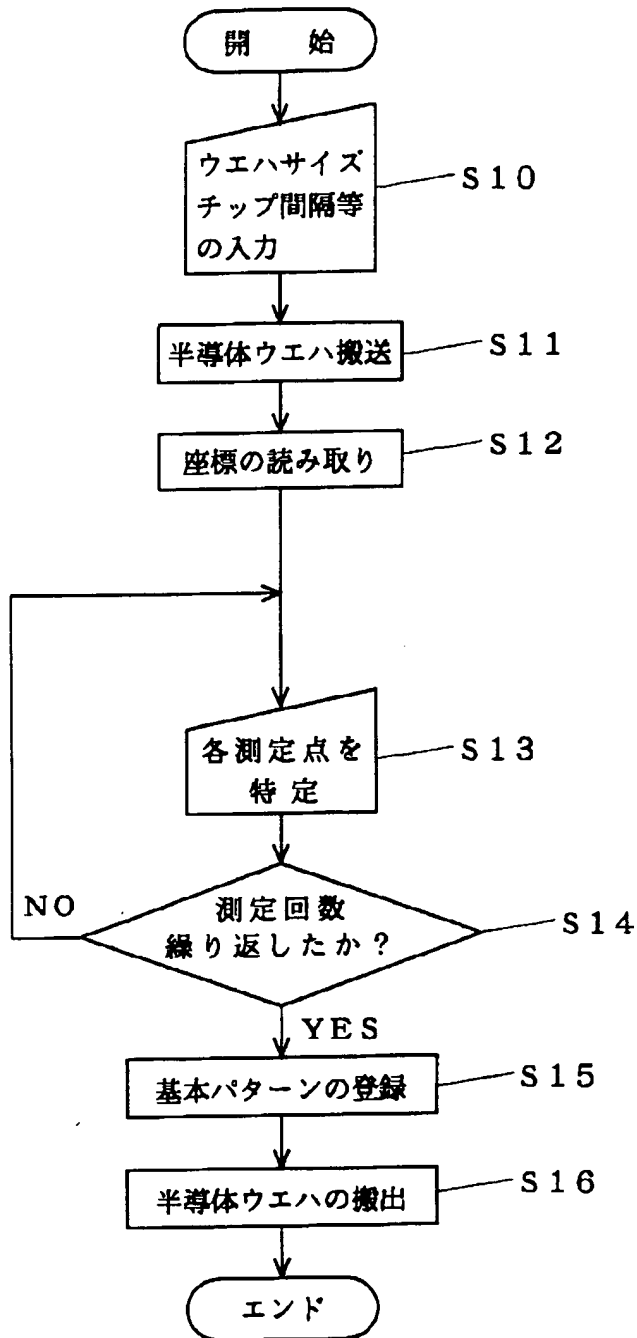 開 始
ウエハサイズ
チップ間隔等
の入力
S10
半導体ウエハ搬送
S11
座標の読み取り
S12
各測定点を
特定
S13
測定回数
繰り返したか?
S14
NO
YES
基本パターンの登録
S15
半導体ウエハの搬出
S16
エンド